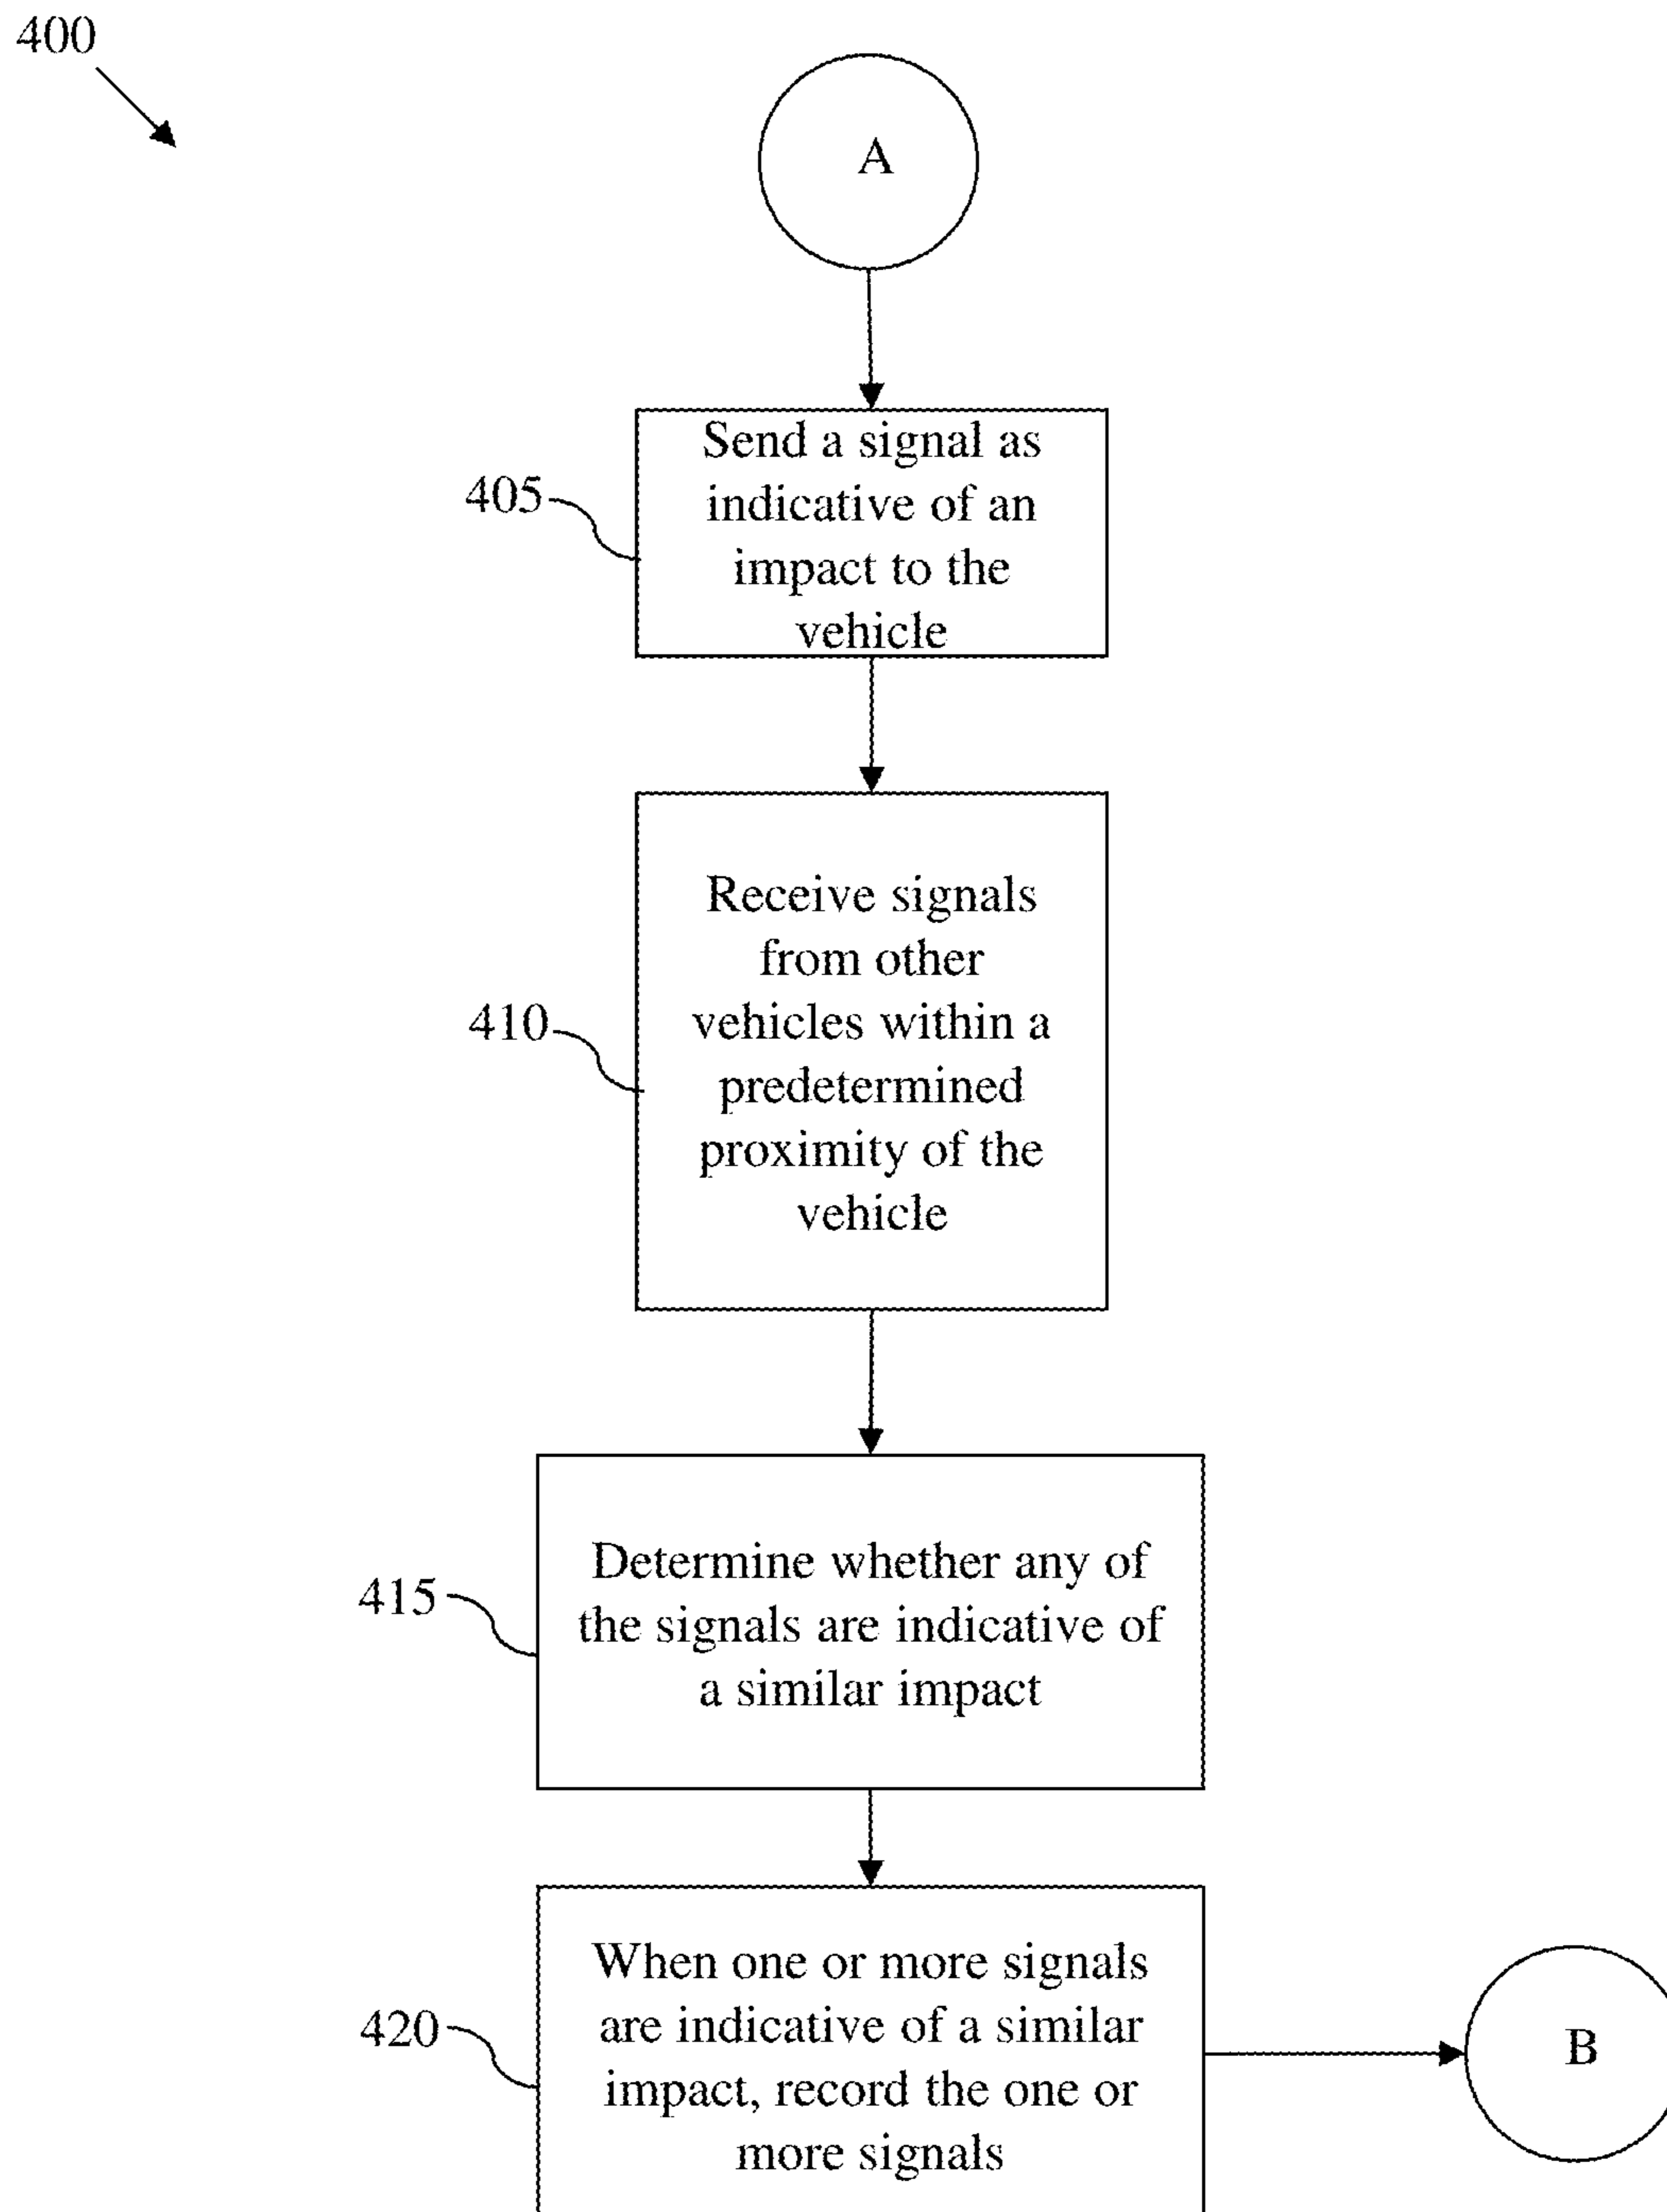 400
A
405
Send a signal as
indicative of an
impact to the
vehicle
410
Receive signals
from other
vehicles within a
predetermined
proximity of the
vehicle
415
Determine whether any of
the signals are indicative of
a similar impact
420
When one or more signals
are indicative of a similar
impact, record the one or
more signals
B